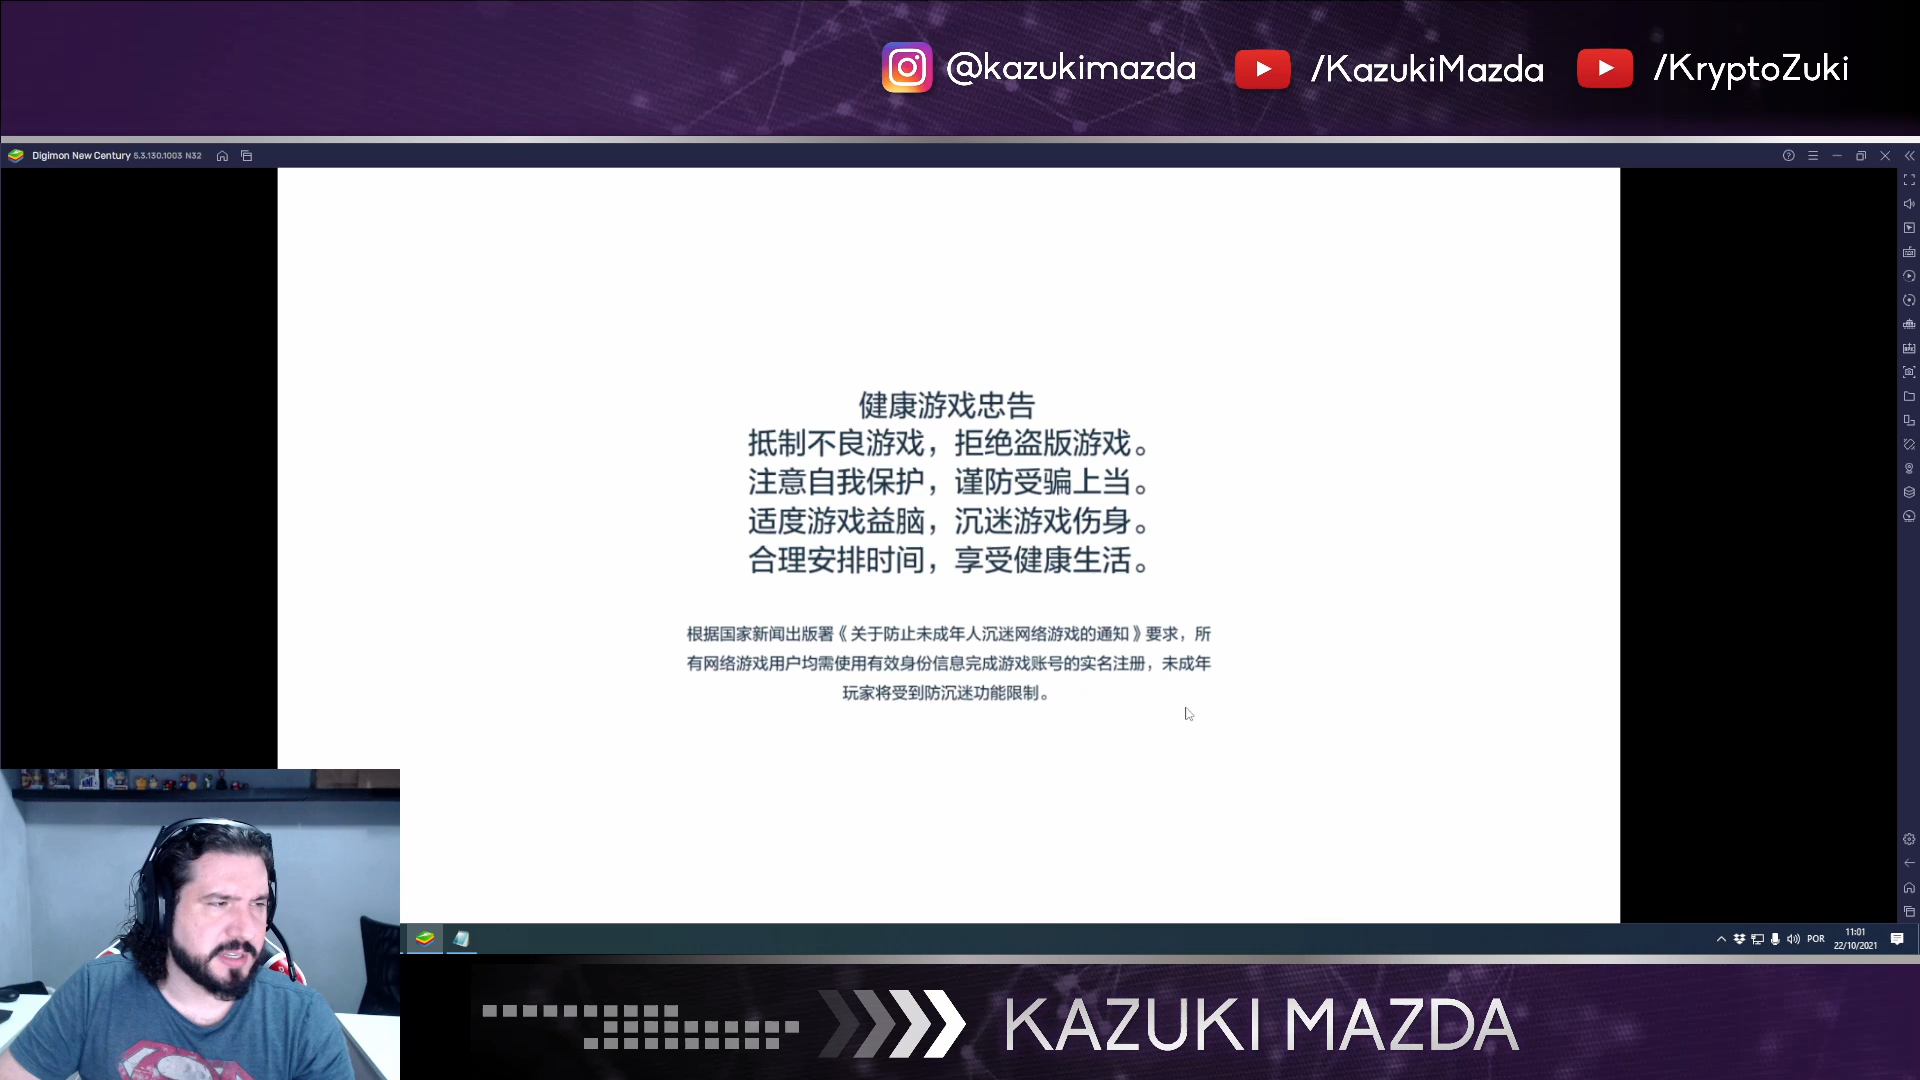 @kazukimazda /KazukiMazda /KryptoZuki
Digimon New Century 5.3.130.1003 N32
健康游戏忠告
抵制不良游戏，拒绝盗版游戏。
注意自我保护，谨防受骗上当。
适度游戏益脑，沉迷游戏伤身。
合理安排时间，享受健康生活。
根据国家新闻出版署《关于防止未成年人沉迷网络游戏的通知》要求，所
有网络游戏用户均需使用有效身份信息完成游戏账号的实名注册，未成年
玩家将受到防沉迷功能限制。
POR
11:01
22/10/2021
KAZUKI MAZDA